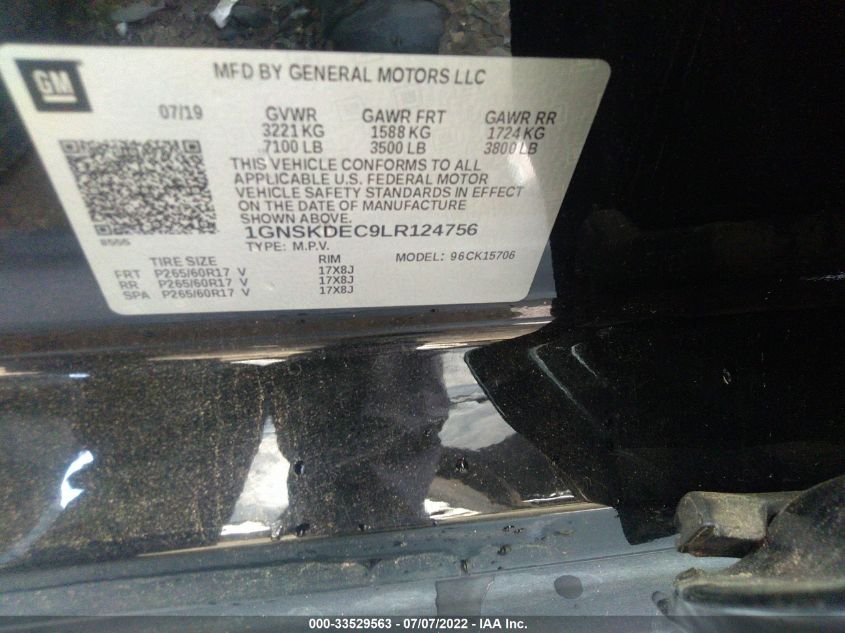 GM
MFD BY GENERAL MOTORS LLC
07/19 GVWR GAWR FRT GAWR RR
3221 KG 1588 KG 1724 KG
7100 LB 3500 LB 3800 LB
THIS VEHICLE CONFORMS TO ALL
APPLICABLE U.S. FEDERAL MOTOR
VEHICLE SAFETY STANDARDS IN EFFECT
ON THE DATE OF MANUFACTURE
SHOWN ABOVE.
8555
1GNSKDEC9LR124756
TYPE: M.P.V. MODEL: 96CK15706
TIRE SIZE RIM
FRT P265/60R17 V 17X8J
RR P265/60R17 V 17X8J
SPA P265/60R17 V 17X8J
000-33529563 - 07/07/2022 - IAA Inc.